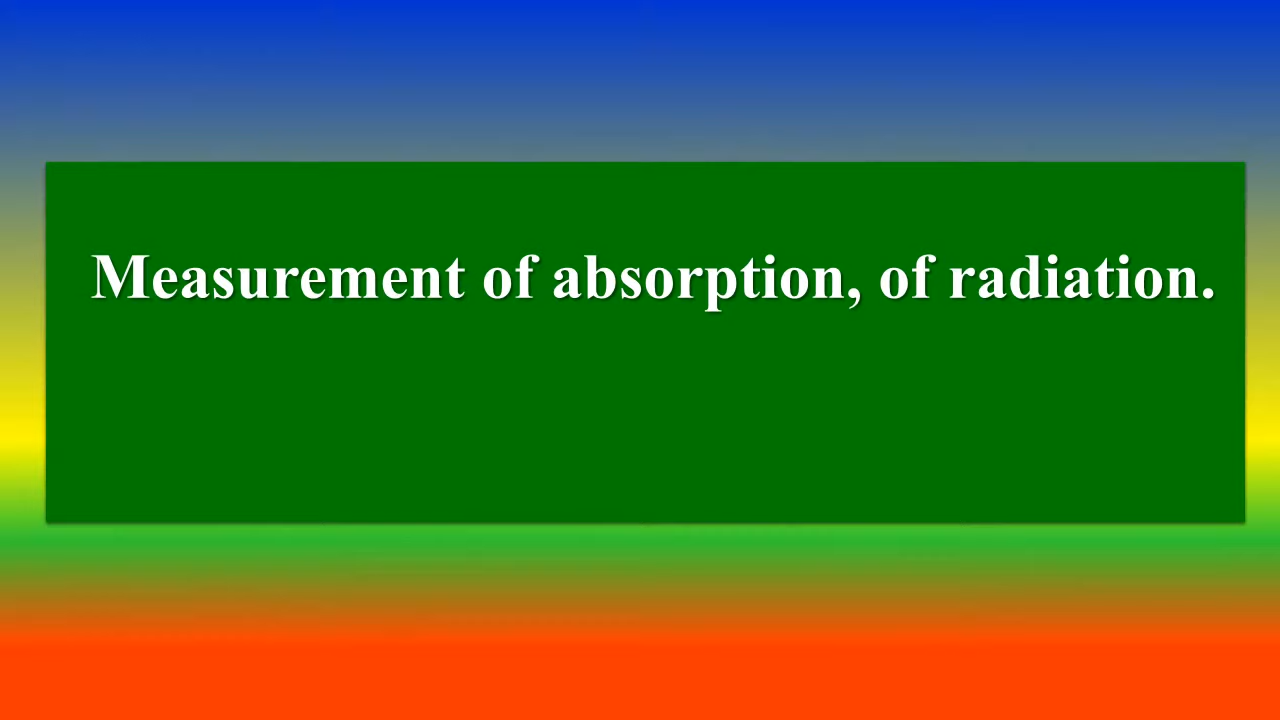 Measurement of absorption, of radiation.